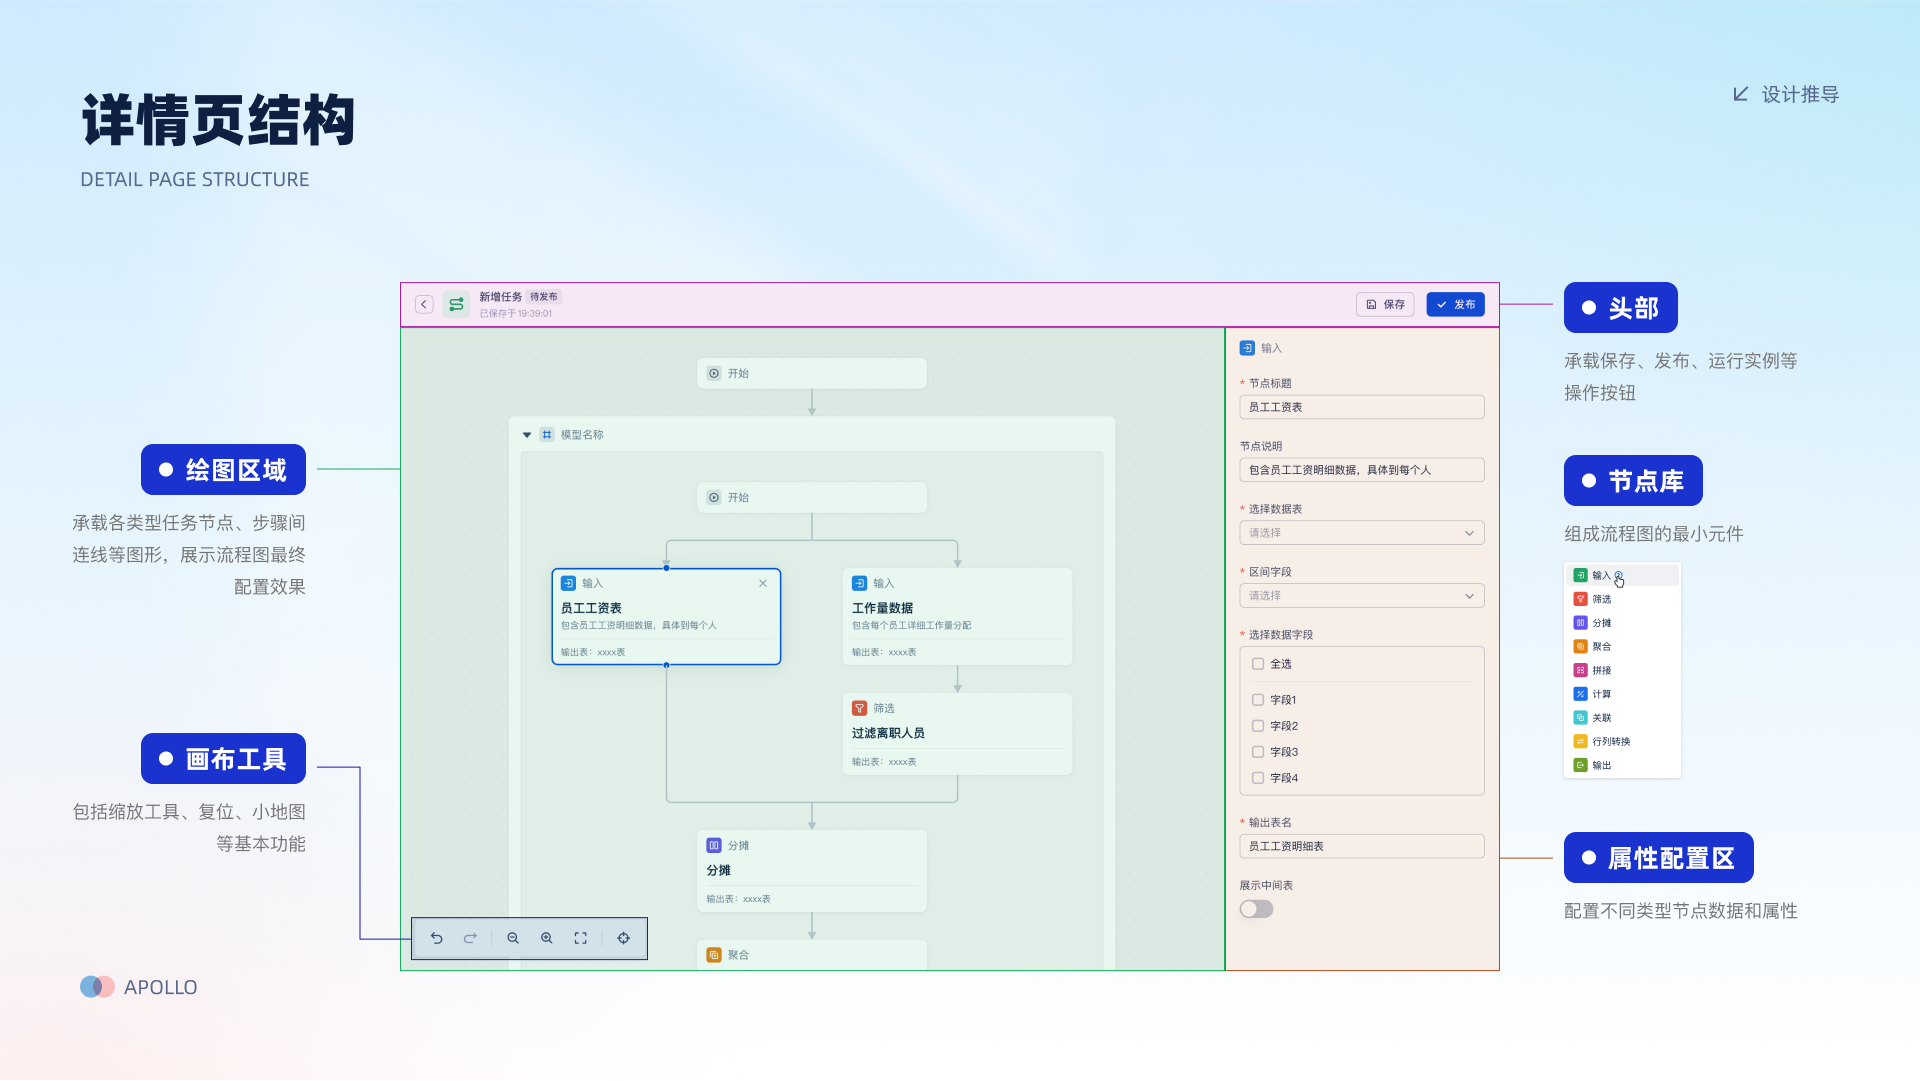 详情页结构
DETAIL PAGE STRUCTURE
设计推导
绘图区域
承载各类型任务节点、步骤间
连线等图形，展示流程图最终
配置效果
画布工具
包括缩放工具、复位、小地图
等基本功能
新增任务 待发布
已保存于19:39:01
保存
发布
开始
模型名称
开始
输入
员工工资表
包含员工工资明细数据，具体到每个人
输出表：xxxx表
输入
工作量数据
包含每个员工详细工作量分配
输出表：xxxx表
筛选
过滤离职人员
输出表：xxxx表
分摊
分摊
输出表：xxxx表
聚合
输入
* 节点标题
员工工资表
节点说明
包含员工工资明细数据，具体到每个人
* 选择数据表
请选择
* 区间字段
请选择
* 选择数据字段
全选
字段1
字段2
字段3
字段4
* 输出表名
员工工资明细表
展示中间表
头部
承载保存、发布、运行实例等
操作按钮
节点库
组成流程图的最小元件
输入
筛选
分摊
聚合
拼接
计算
关联
行列转换
输出
属性配置区
配置不同类型节点数据和属性
APOLLO